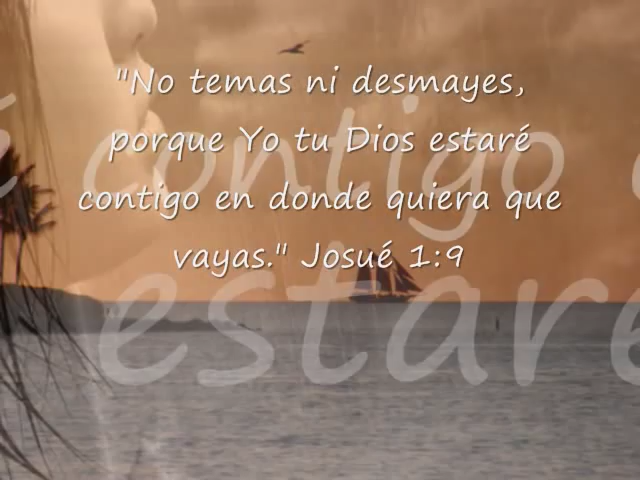 "No temas ni desmayes,
porque Yo tu Dios estaré
contigo en donde quiera que
vayas." Josué 1:9
contigo
estaré